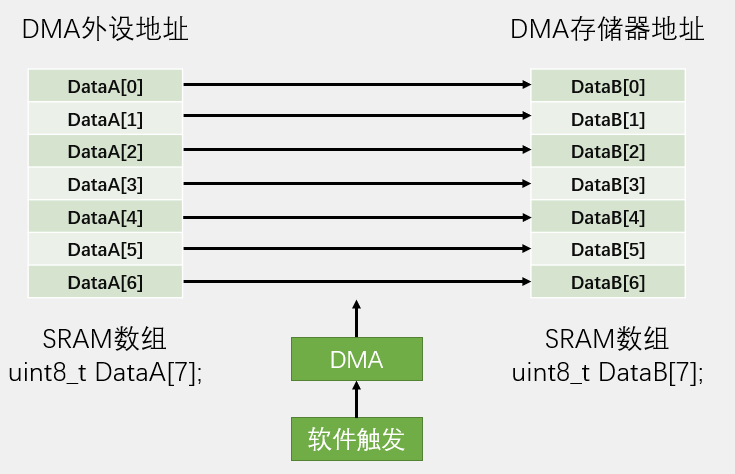 DMA外设地址
DMA存储器地址
DataA[0]
DataB[0]
DataA[1]
DataB[1]
DataA[2]
DataB[2]
DataA[3]
DataB[3]
DataA[4]
DataB[4]
DataA[5]
DataB[5]
DataA[6]
DataB[6]
SRAM数组
uint8_t DataA[7];
SRAM数组
uint8_t DataB[7];
DMA
软件触发